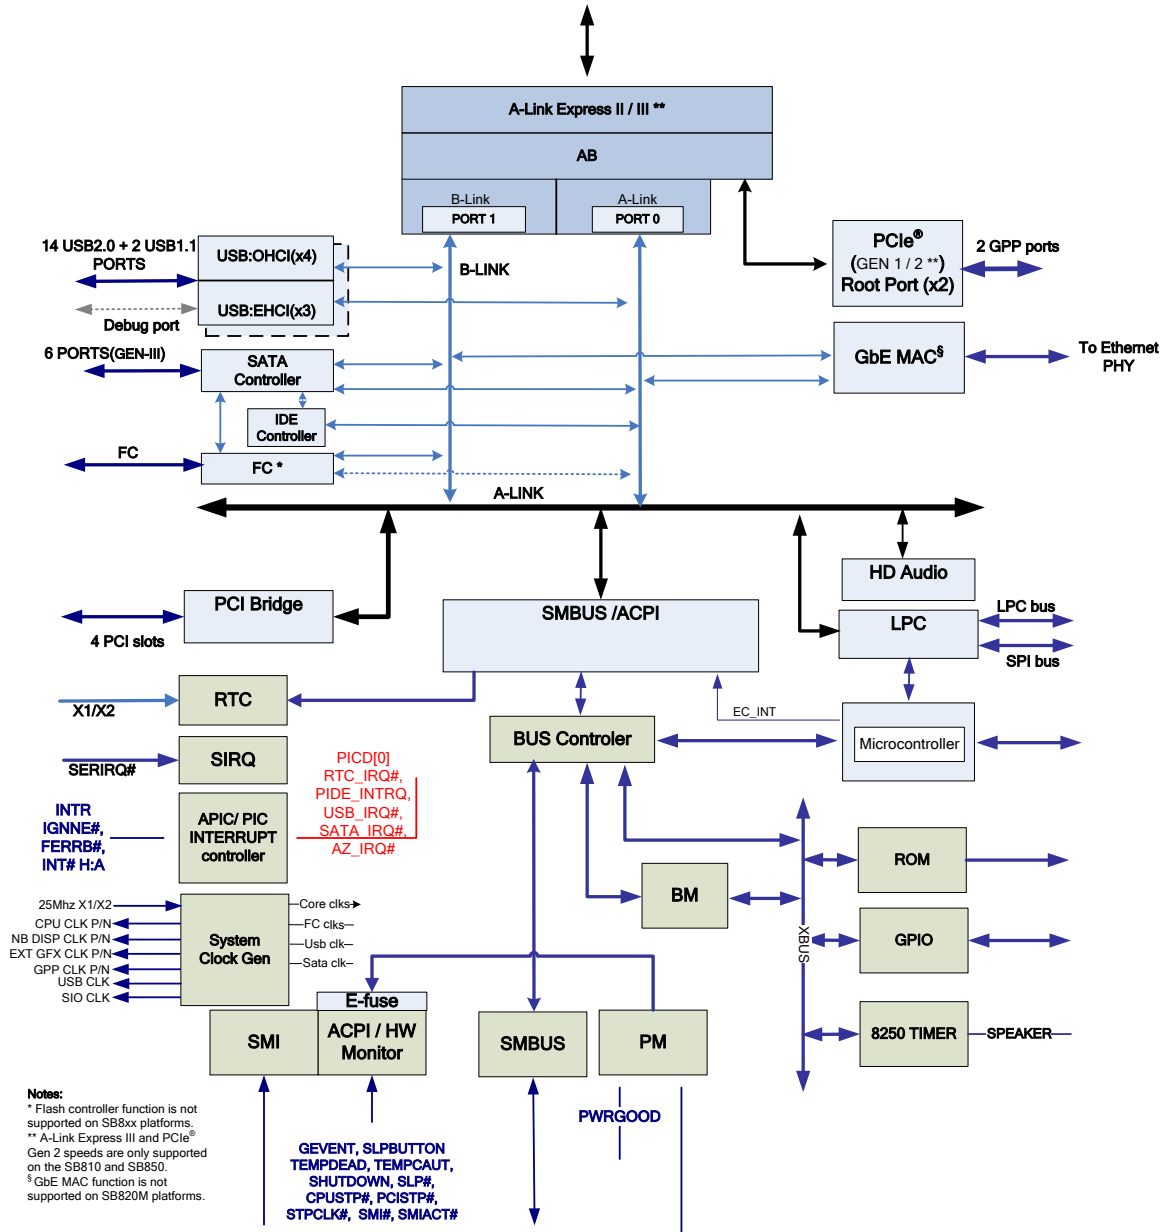 A-Link Express II / III **
AB
B-Link
PORT 1
A-Link
PORT 0
14 USB2.0 + 2 USB1.1
PORTS
USB:OHCI(x4)
USB:EHCI(x3)
Debug port
B-LINK
PCIe®
(GEN 1 / 2 **)
Root Port (x2)
2 GPP ports
6 PORTS(GEN-III)
SATA
Controller
GbE MAC§
To Ethernet
PHY
IDE
Controller
FC
FC *
A-LINK
HD Audio
PCI Bridge
4 PCI slots
SMBUS /ACPI
LPC
LPC bus
SPI bus
RTC
X1/X2
EC_INT
BUS Controler
Microcontroller
SIRQ
SERIRQ#
PICD[0]
RTC_IRQ#,
PIDE_INTRQ,
USB_IRQ#,
SATA_IRQ#,
AZ_IRQ#
INTR
IGNNE#,
FERRB#,
INT# H:A
APIC/ PIC
INTERRUPT
controller
ROM
BM
XBUS
GPIO
25Mhz X1/X2
CPU CLK P/N
NB DISP CLK P/N
EXT GFX CLK P/N
GPP CLK P/N
USB CLK
SIO CLK
System
Clock Gen
Core clks
FC clks
Usb clk
Sata clk
E-fuse
SMI
ACPI / HW
Monitor
SMBUS
PM
8250 TIMER
SPEAKER
PWRGOOD
GEVENT, SLPBUTTON
TEMPDEAD, TEMPCAUT,
SHUTDOWN, SLP#,
CPUSTP#, PCISTP#,
STPCLK#, SMI#, SMIACT#
Notes:
* Flash controller function is not
supported on SB8xx platforms.
** A-Link Express III and PCIe®
Gen 2 speeds are only supported
on the SB810 and SB850.
§ GbE MAC function is not
supported on SB820M platforms.